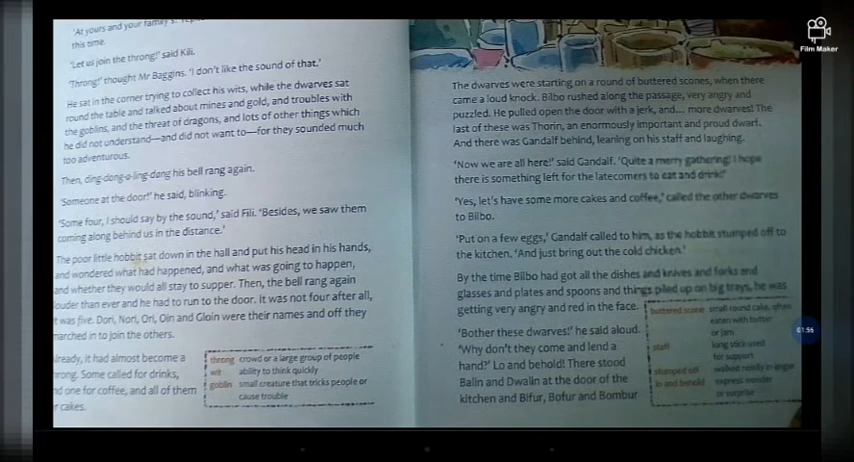 'At yours and your family's!'
this time.
'Let us join the throng!' said Kili.
'Throng!' thought Mr Baggins. 'I don't like the sound of that.'
He sat in the corner trying to collect his wits, while the dwarves sat
round the table and talked about mines and gold, and troubles with
the goblins, and the threat of dragons, and lots of other things which
he did not understand—and did not want to—for they sounded much
too adventurous.
Then, ding-dong-a-ling-dang his bell rang again.
'Someone at the door!' he said, blinking.
'Some four, I should say by the sound,' said Fili. 'Besides, we saw them
coming along behind us in the distance.'
The poor little hobbit sat down in the hall and put his head in his hands,
and wondered what had happened, and what was going to happen,
and whether they would all stay to supper. Then, the bell rang again
louder than ever and he had to run to the door. It was not four after all,
it was five. Dori, Nori, Ori, Oin and Gloin were their names and off they
marched in to join the others.
lready, it had almost become a
rong. Some called for drinks,
nd one for coffee, and all of them
r cakes.
throng crowd or a large group of people
wit ability to think quickly
goblin small creature that tricks people or
cause trouble
The dwarves were starting on a round of buttered scones, when there
came a loud knock. Bilbo rushed along the passage, very angry and
puzzled. He pulled open the door with a jerk, and... more dwarves! The
last of these was Thorin, an enormously important and proud dwarf.
And there was Gandalf behind, leaning on his staff and laughing.
'Now we are all here!' said Gandalf. 'Quite a merry gathering! I hope
there is something left for the latecomers to eat and drink!'
'Yes, let's have some more cakes and coffee,' called the other dwarves
to Bilbo.
'Put on a few eggs,' Gandalf called to him, as the hobbit stumped off to
the kitchen. 'And just bring out the cold chicken.'
By the time Bilbo had got all the dishes and knives and forks and
glasses and plates and spoons and things piled up on big trays, he was
getting very angry and red in the face.
'Bother these dwarves!' he said aloud.
'Why don't they come and lend a
hand?' Lo and behold! There stood
Balin and Dwalin at the door of the
kitchen and Bifur, Bofur and Bombur
buttered scone small round cake, often
eaten with butter
or jam
staff long stick used
for support
stumped off walked noisily in anger
lo and behold express wonder
or surprise
Film Maker
01:56